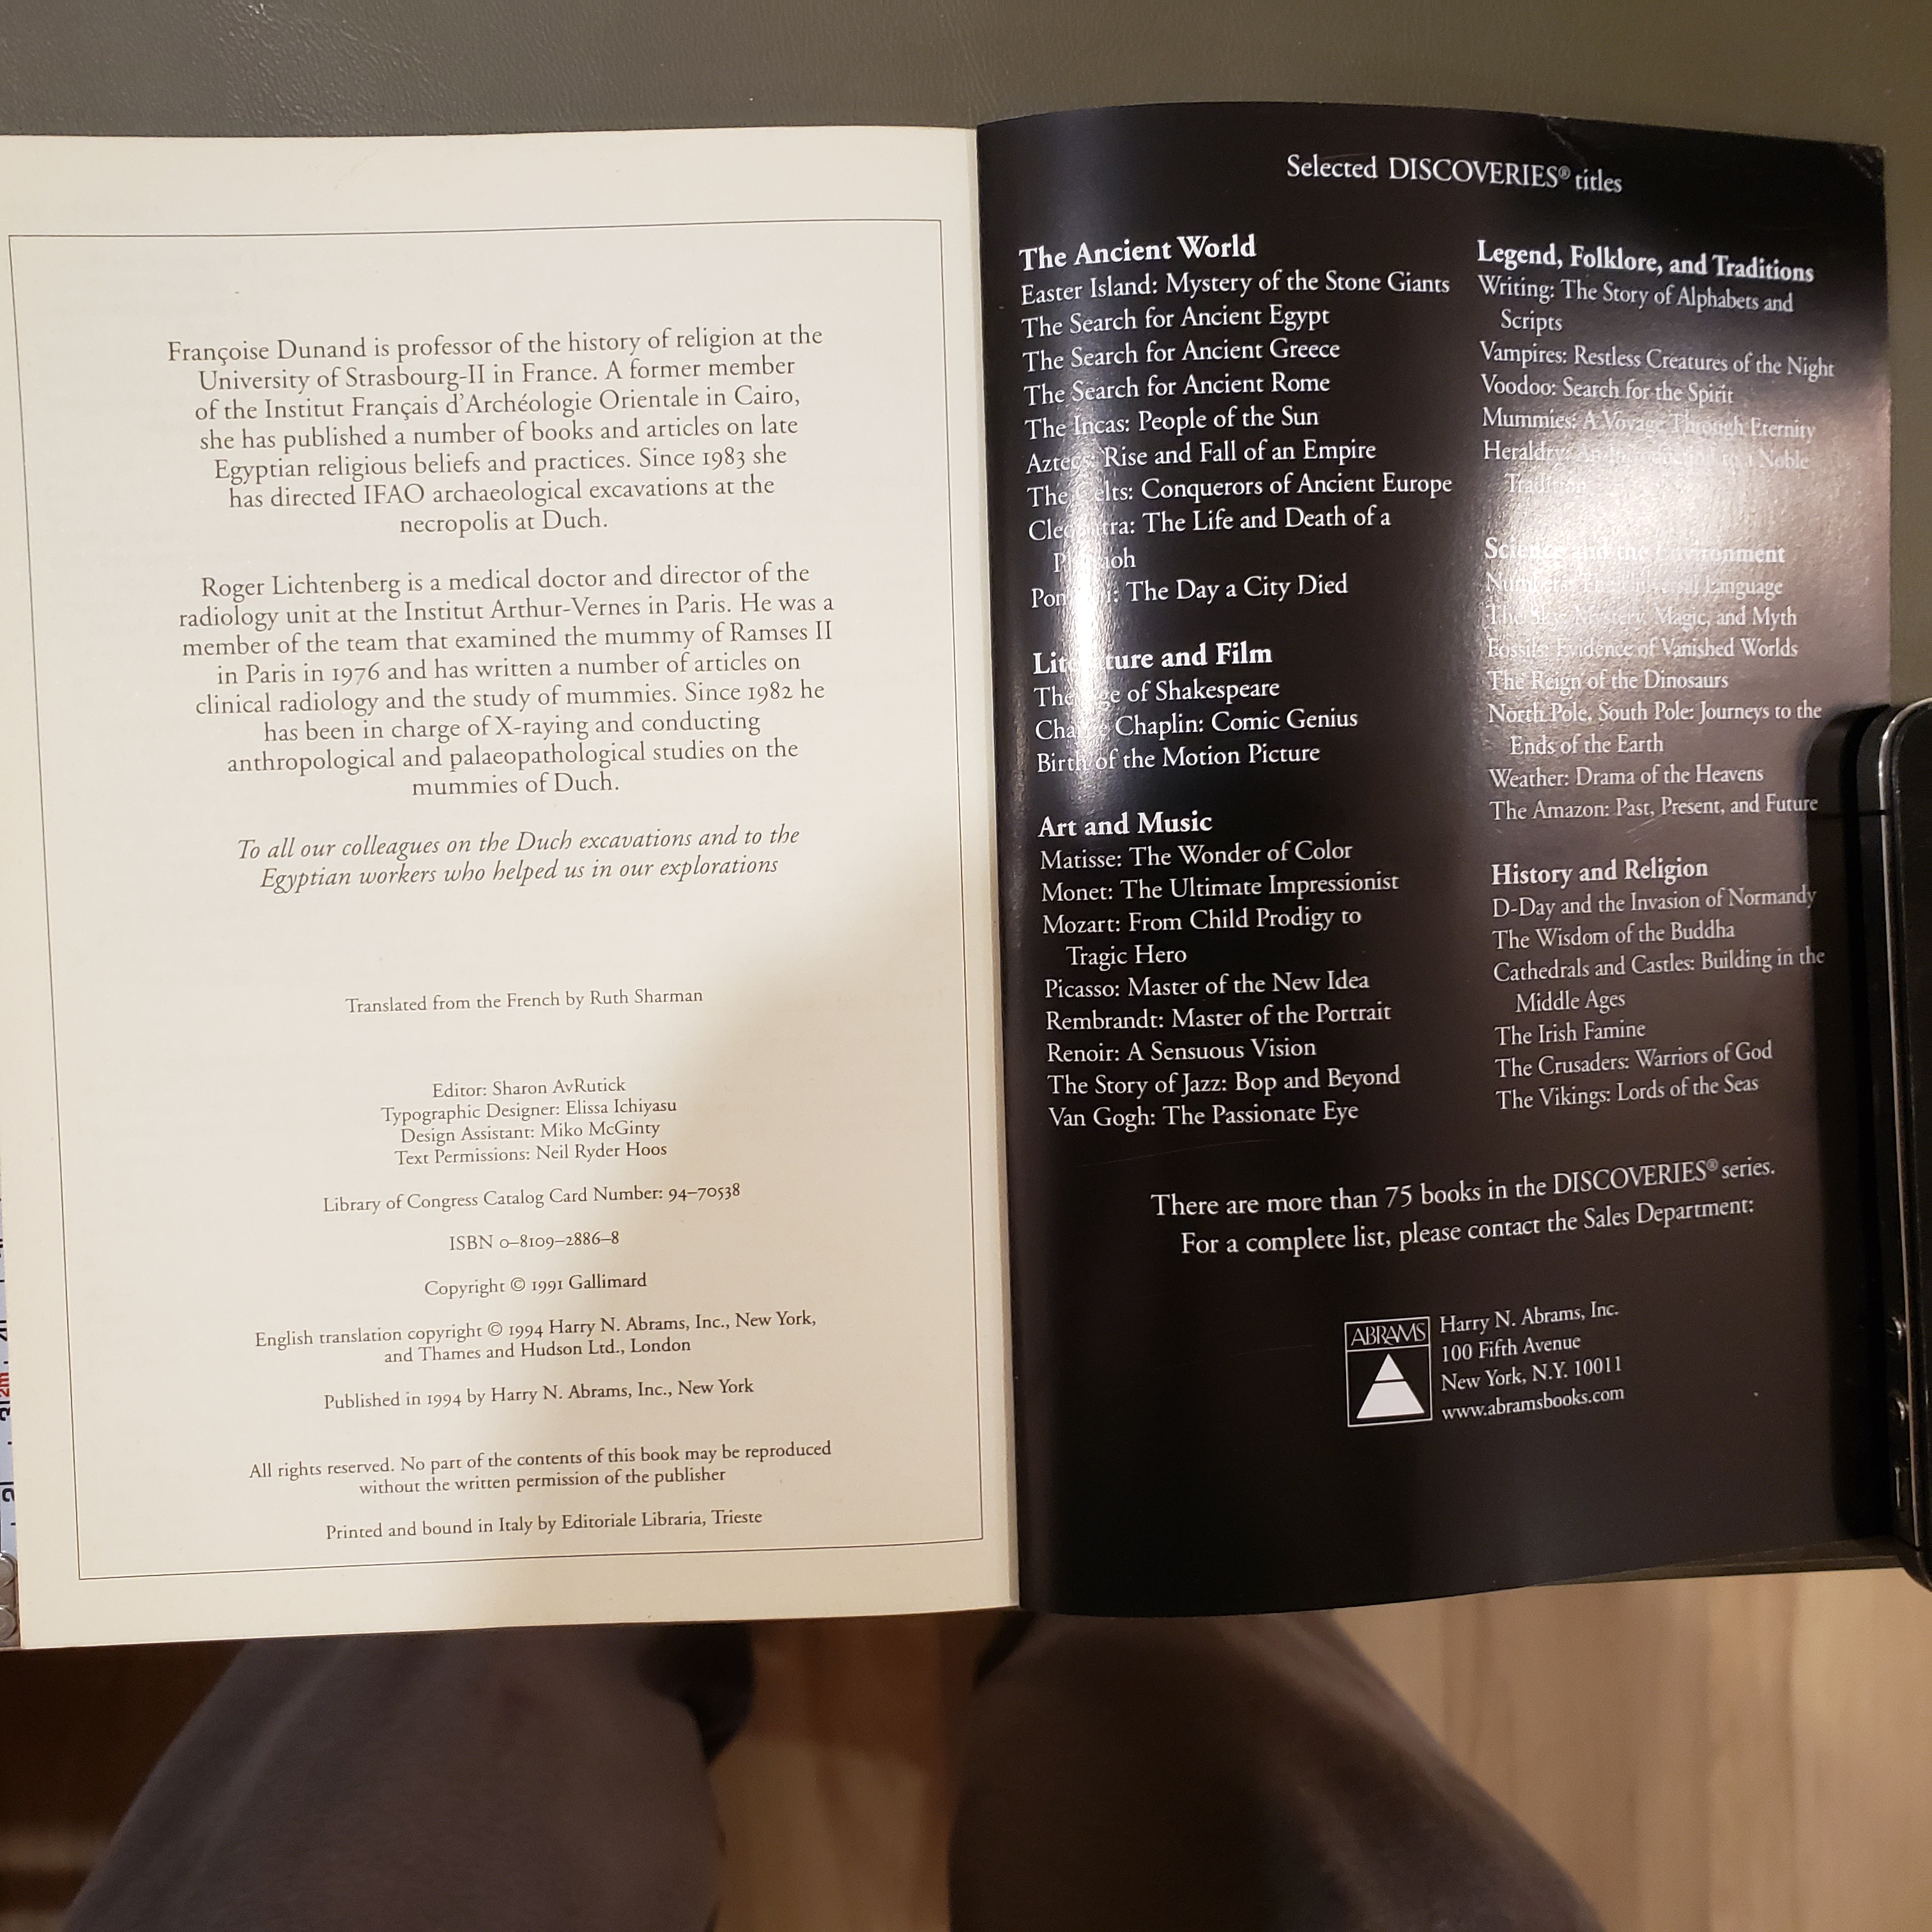 Françoise Dunand is professor of the history of religion at the
University of Strasbourg-II in France. A former member
of the Institut Français d'Archéologie Orientale in Cairo,
she has published a number of books and articles on late
Egyptian religious beliefs and practices. Since 1983 she
has directed IFAO archaeological excavations at the
necropolis at Duch.
Roger Lichtenberg is a medical doctor and director of the
radiology unit at the Institut Arthur-Vernes in Paris. He was a
member of the team that examined the mummy of Ramses II
in Paris in 1976 and has written a number of articles on
clinical radiology and the study of mummies. Since 1982 he
has been in charge of X-raying and conducting
anthropological and palaeopathological studies on the
mummies of Duch.
To all our colleagues on the Duch excavations and to the
Egyptian workers who helped us in our explorations
Translated from the French by Ruth Sharman
Editor: Sharon AvRutick
Typographic Designer: Elissa Ichiyasu
Design Assistant: Miko McGinty
Text Permissions: Neil Ryder Hoos
Library of Congress Catalog Card Number: 94-70538
ISBN 0-8109-2886-8
Copyright © 1991 Gallimard
English translation copyright © 1994 Harry N. Abrams, Inc., New York,
and Thames and Hudson Ltd., London
Published in 1994 by Harry N. Abrams, Inc., New York
All rights reserved. No part of the contents of this book may be reproduced
without the written permission of the publisher
Printed and bound in Italy by Editoriale Libraria, Trieste
Selected DISCOVERIES® titles
The Ancient World
Easter Island: Mystery of the Stone Giants
The Search for Ancient Egypt
The Search for Ancient Greece
The Search for Ancient Rome
The Incas: People of the Sun
Aztecs: Rise and Fall of an Empire
The Celts: Conquerors of Ancient Europe
Cleopatra: The Life and Death of a
Pharaoh
Pompeii: The Day a City Died
Literature and Film
The Age of Shakespeare
Charlie Chaplin: Comic Genius
Birth of the Motion Picture
Art and Music
Matisse: The Wonder of Color
Monet: The Ultimate Impressionist
Mozart: From Child Prodigy to
Tragic Hero
Picasso: Master of the New Idea
Rembrandt: Master of the Portrait
Renoir: A Sensuous Vision
The Story of Jazz: Bop and Beyond
Van Gogh: The Passionate Eye
Legend, Folklore, and Traditions
Writing: The Story of Alphabets and
Scripts
Vampires: Restless Creatures of the Night
Voodoo: Search for the Spirit
Mummies: A Voyage Through Eternity
Heraldry: Noble
Tradition
Science Environment
Language
Magic, and Myth
Fossils: Evidence of Vanished Worlds
The Reign of the Dinosaurs
North Pole, South Pole: Journeys to the
Ends of the Earth
Weather: Drama of the Heavens
The Amazon: Past, Present, and Future
History and Religion
D-Day and the Invasion of Normandy
The Wisdom of the Buddha
Cathedrals and Castles: Building in the
Middle Ages
The Irish Famine
The Crusaders: Warriors of God
The Vikings: Lords of the Seas
There are more than 75 books in the DISCOVERIES® series.
For a complete list, please contact the Sales Department:
ABRAMS
Harry N. Abrams, Inc.
100 Fifth Avenue
New York, N.Y. 10011
www.abramsbooks.com